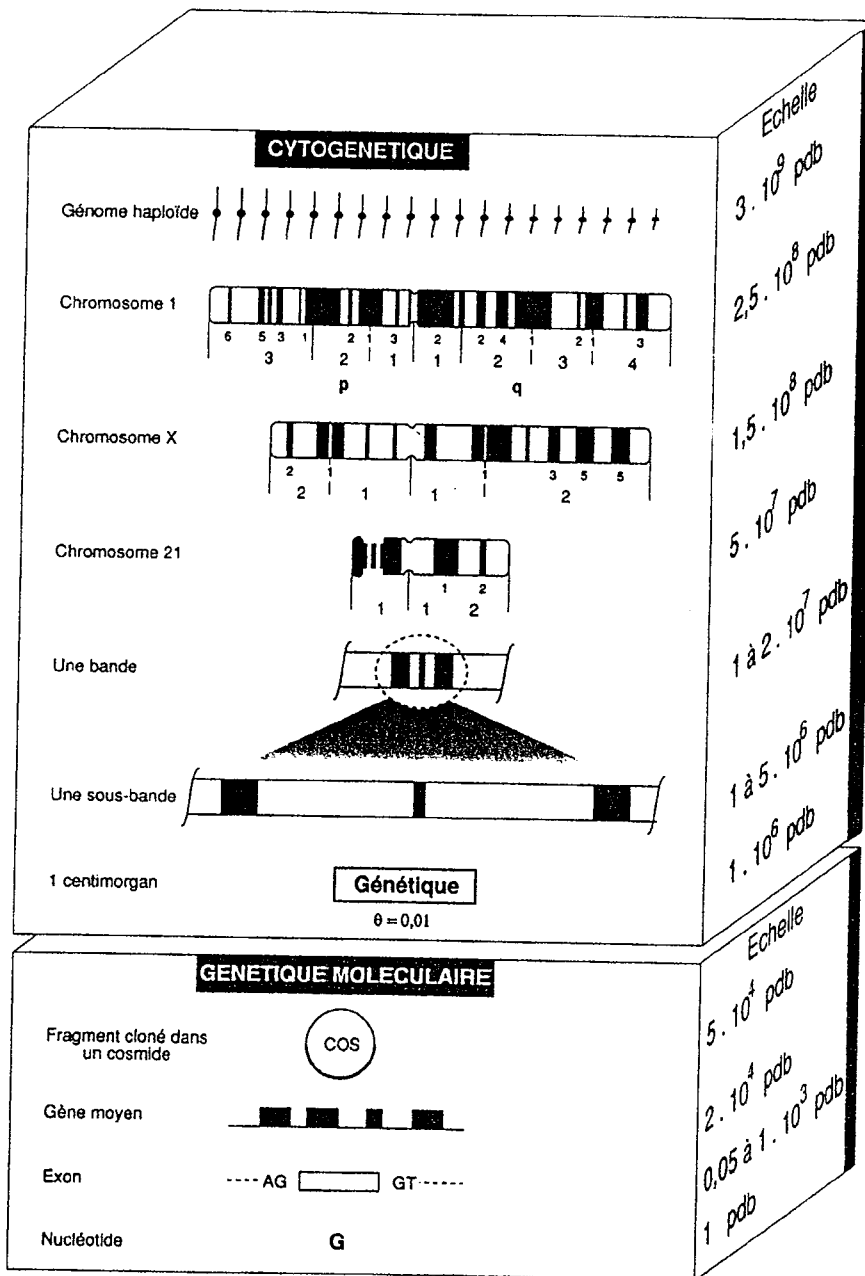 Echelle
CYTOGENETIQUE
Génome haploïde
3 . 10⁹ pdb
Chromosome 1
2,5 . 10⁸ pdb
6 5 3 1 2 1 3 2 2 4 1 2 1 3
3 2 1 1 2 3 4
p q
Chromosome X
1,5 . 10⁸ pdb
2 1 1 3 5 5
2 1 1 2
Chromosome 21
5 . 10⁷ pdb
1 2
1 1 2
Une bande
1 à 2 . 10⁷ pdb
Une sous-bande
1 à 5 . 10⁶ pdb
1 centimorgan
Génétique
1 . 10⁶ pdb
θ = 0,01
Echelle
GENETIQUE MOLECULAIRE
Fragment cloné dans
un cosmide
COS
5 . 10⁴ pdb
Gène moyen
2 . 10⁴ pdb
Exon
AG GT
0,05 à 1 . 10³ pdb
Nucléotide
G
1 pdb